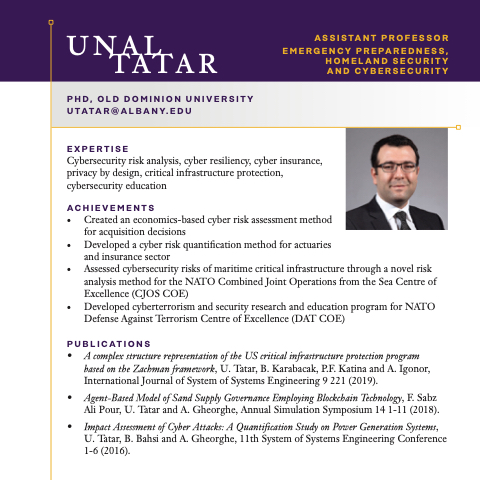 UNAL
TATAR
ASSISTANT PROFESSOR
EMERGENCY PREPAREDNESS,
HOMELAND SECURITY
AND CYBERSECURITY
PHD, OLD DOMINION UNIVERSITY
UTATAR@ALBANY.EDU
EXPERTISE
Cybersecurity risk analysis, cyber resiliency, cyber insurance,
privacy by design, critical infrastructure protection,
cybersecurity education
ACHIEVEMENTS
• Created an economics-based cyber risk assessment method
for acquisition decisions
• Developed a cyber risk quantification method for actuaries
and insurance sector
• Assessed cybersecurity risks of maritime critical infrastructure through a novel risk
analysis method for the NATO Combined Joint Operations from the Sea Centre of
Excellence (CJOS COE)
• Developed cyberterrorism and security research and education program for NATO
Defense Against Terrorism Centre of Excellence (DAT COE)
PUBLICATIONS
• A complex structure representation of the US critical infrastructure protection program
based on the Zachman framework, U. Tatar, B. Karabacak, P.F. Katina and A. Igonor,
International Journal of System of Systems Engineering 9 221 (2019).
• Agent-Based Model of Sand Supply Governance Employing Blockchain Technology, F. Sabz
Ali Pour, U. Tatar and A. Gheorghe, Annual Simulation Symposium 14 1-11 (2018).
• Impact Assessment of Cyber Attacks: A Quantification Study on Power Generation Systems,
U. Tatar, B. Bahsi and A. Gheorghe, 11th System of Systems Engineering Conference
1-6 (2016).